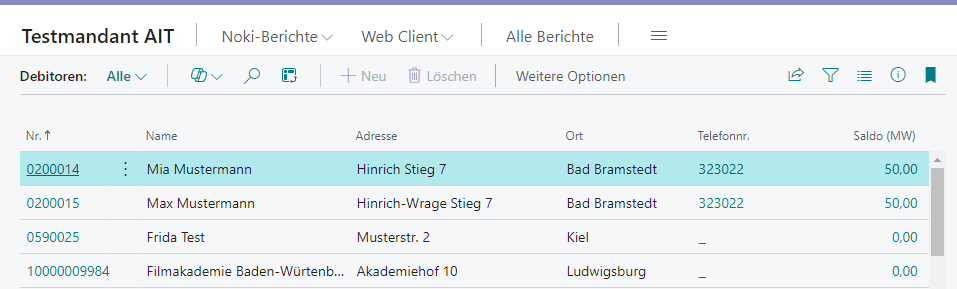 Testmandant AIT Noki-Berichte Web Client Alle Berichte
Debitoren: Alle Neu Löschen Weitere Optionen
Nr.↑ Name Adresse Ort Telefonnr. Saldo (MW)
0200014 Mia Mustermann Hinrich Stieg 7 Bad Bramstedt 323022 50,00
0200015 Max Mustermann Hinrich-Wrage Stieg 7 Bad Bramstedt 323022 50,00
0590025 Frida Test Musterstr. 2 Kiel _ 0,00
10000009984 Filmakademie Baden-Würtenb... Akademiehof 10 Ludwigsburg _ 0,00